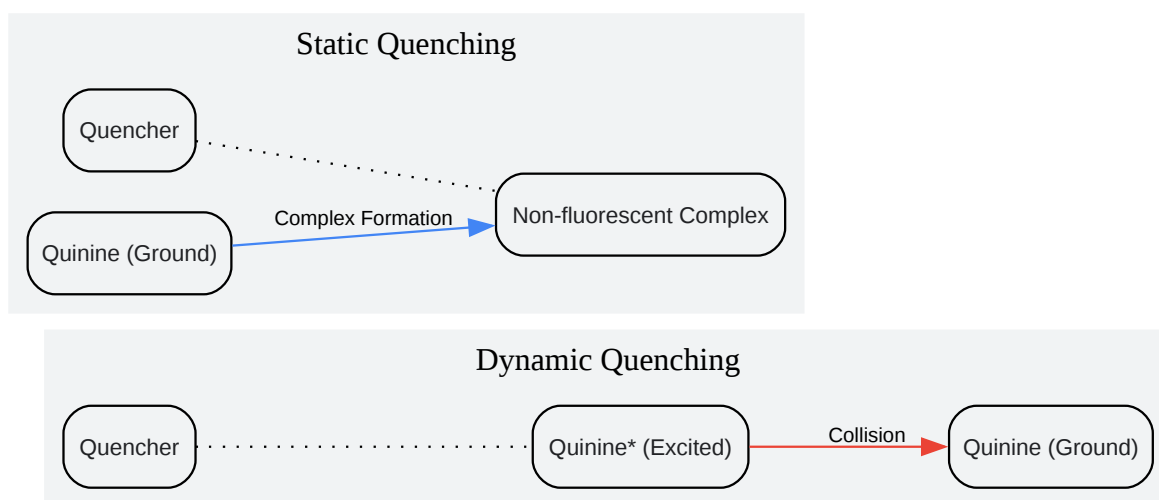 Static Quenching
Quencher
Complex Formation
Non-fluorescent Complex
Quinine (Ground)
Dynamic Quenching
Quencher
Quinine* (Excited)
Collision
Quinine (Ground)